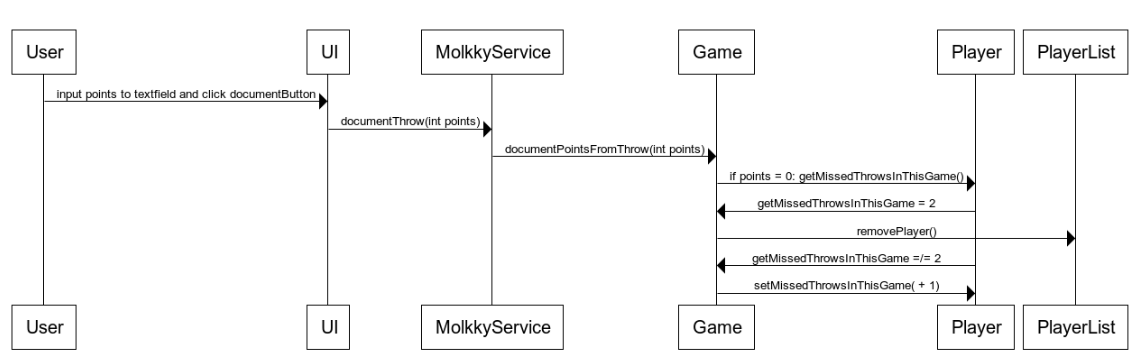 User UI MolkkyService Game Player PlayerList
input points to textfield and click documentButton
documentThrow(int points)
documentPointsFromThrow(int points)
if points = 0: getMissedThrowsInThisGame()
getMissedThrowsInThisGame = 2
removePlayer()
getMissedThrowsInThisGame =/= 2
setMissedThrowsInThisGame( + 1)
User UI MolkkyService Game Player PlayerList